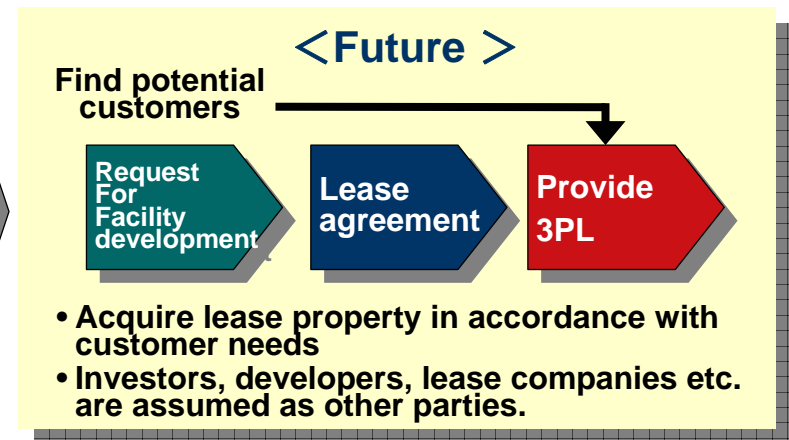 ＜Future ＞
Find potential
customers
Request
For
Facility
development
Lease
agreement
Provide
3PL
• Acquire lease property in accordance with
customer needs
• Investors, developers, lease companies etc.
are assumed as other parties.